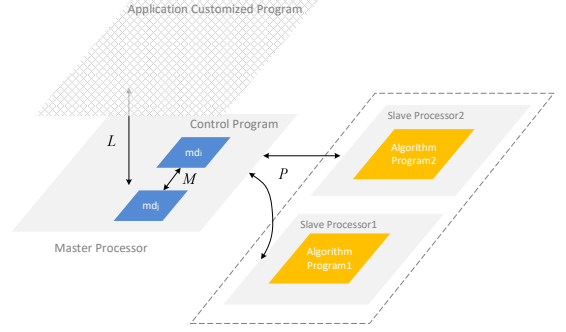 Application Customized Program
Control Program
L
mdi
M
mdj
Master Processor
P
Slave Processor2
Algorithm
Program2
Slave Processor1
Algorithm
Program1